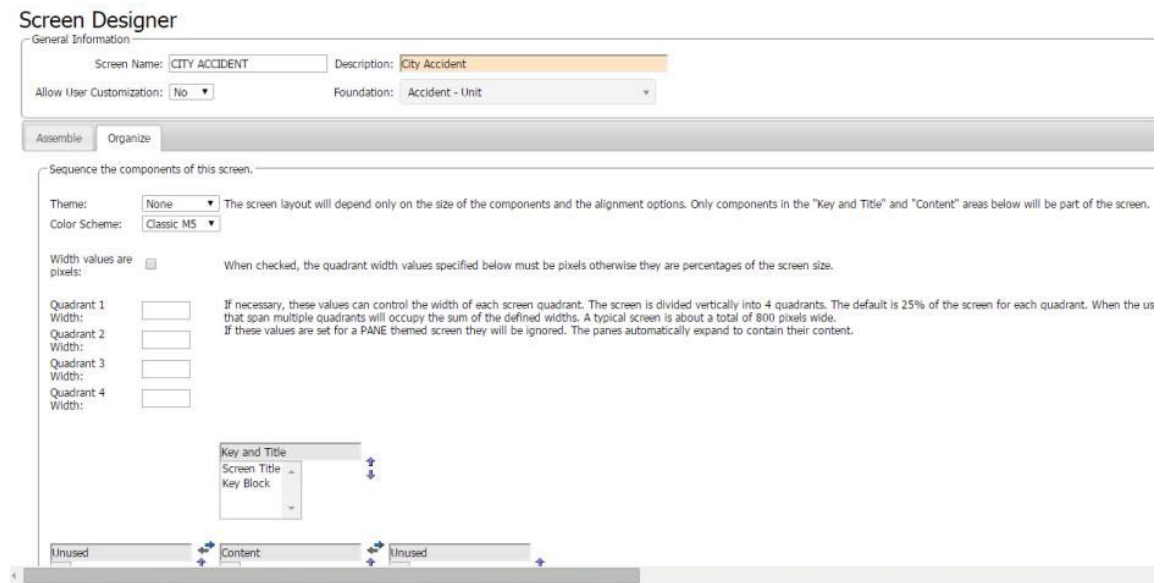 Screen Designer
General Information
Screen Name: CITY ACCIDENT Description: City Accident
Allow User Customization: No Foundation: Accident - Unit
Assemble Organize
Sequence the components of this screen.
Theme: None The screen layout will depend only on the size of the components and the alignment options. Only components in the "Key and Title" and "Content" areas below will be part of the screen.
Color Scheme: Classic M5
Width values are pixels: When checked, the quadrant width values specified below must be pixels otherwise they are percentages of the screen size.
Quadrant 1 Width: If necessary, these values can control the width of each screen quadrant. The screen is divided vertically into 4 quadrants. The default is 25% of the screen for each quadrant. When the us
that span multiple quadrants will occupy the sum of the defined widths. A typical screen is about a total of 800 pixels wide.
Quadrant 2 Width: If these values are set for a PANE themed screen they will be ignored. The panes automatically expand to contain their content.
Quadrant 3 Width:
Quadrant 4 Width:
Key and Title
Screen Title
Key Block
Unused Content Unused